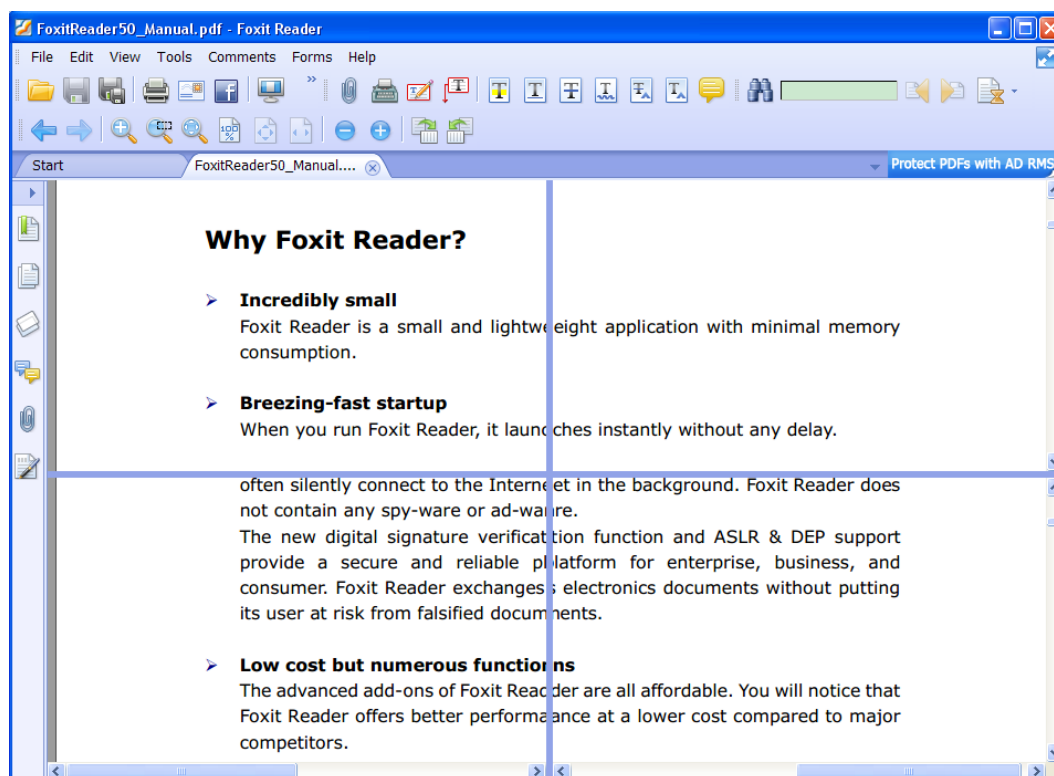 FoxitReader50_Manual.pdf - Foxit Reader
File Edit View Tools Comments Forms Help
Start FoxitReader50_Manual.... Protect PDFs with AD RMS
Why Foxit Reader?
Incredibly small
Foxit Reader is a small and lightweight application with minimal memory
consumption.
Breezing-fast startup
When you run Foxit Reader, it launches instantly without any delay.
often silently connect to the Internet in the background. Foxit Reader does
not contain any spy-ware or ad-ware.
The new digital signature verification function and ASLR & DEP support
provide a secure and reliable platform for enterprise, business, and
consumer. Foxit Reader exchanges electronics documents without putting
its user at risk from falsified documents.
Low cost but numerous functions
The advanced add-ons of Foxit Reader are all affordable. You will notice that
Foxit Reader offers better performance at a lower cost compared to major
competitors.